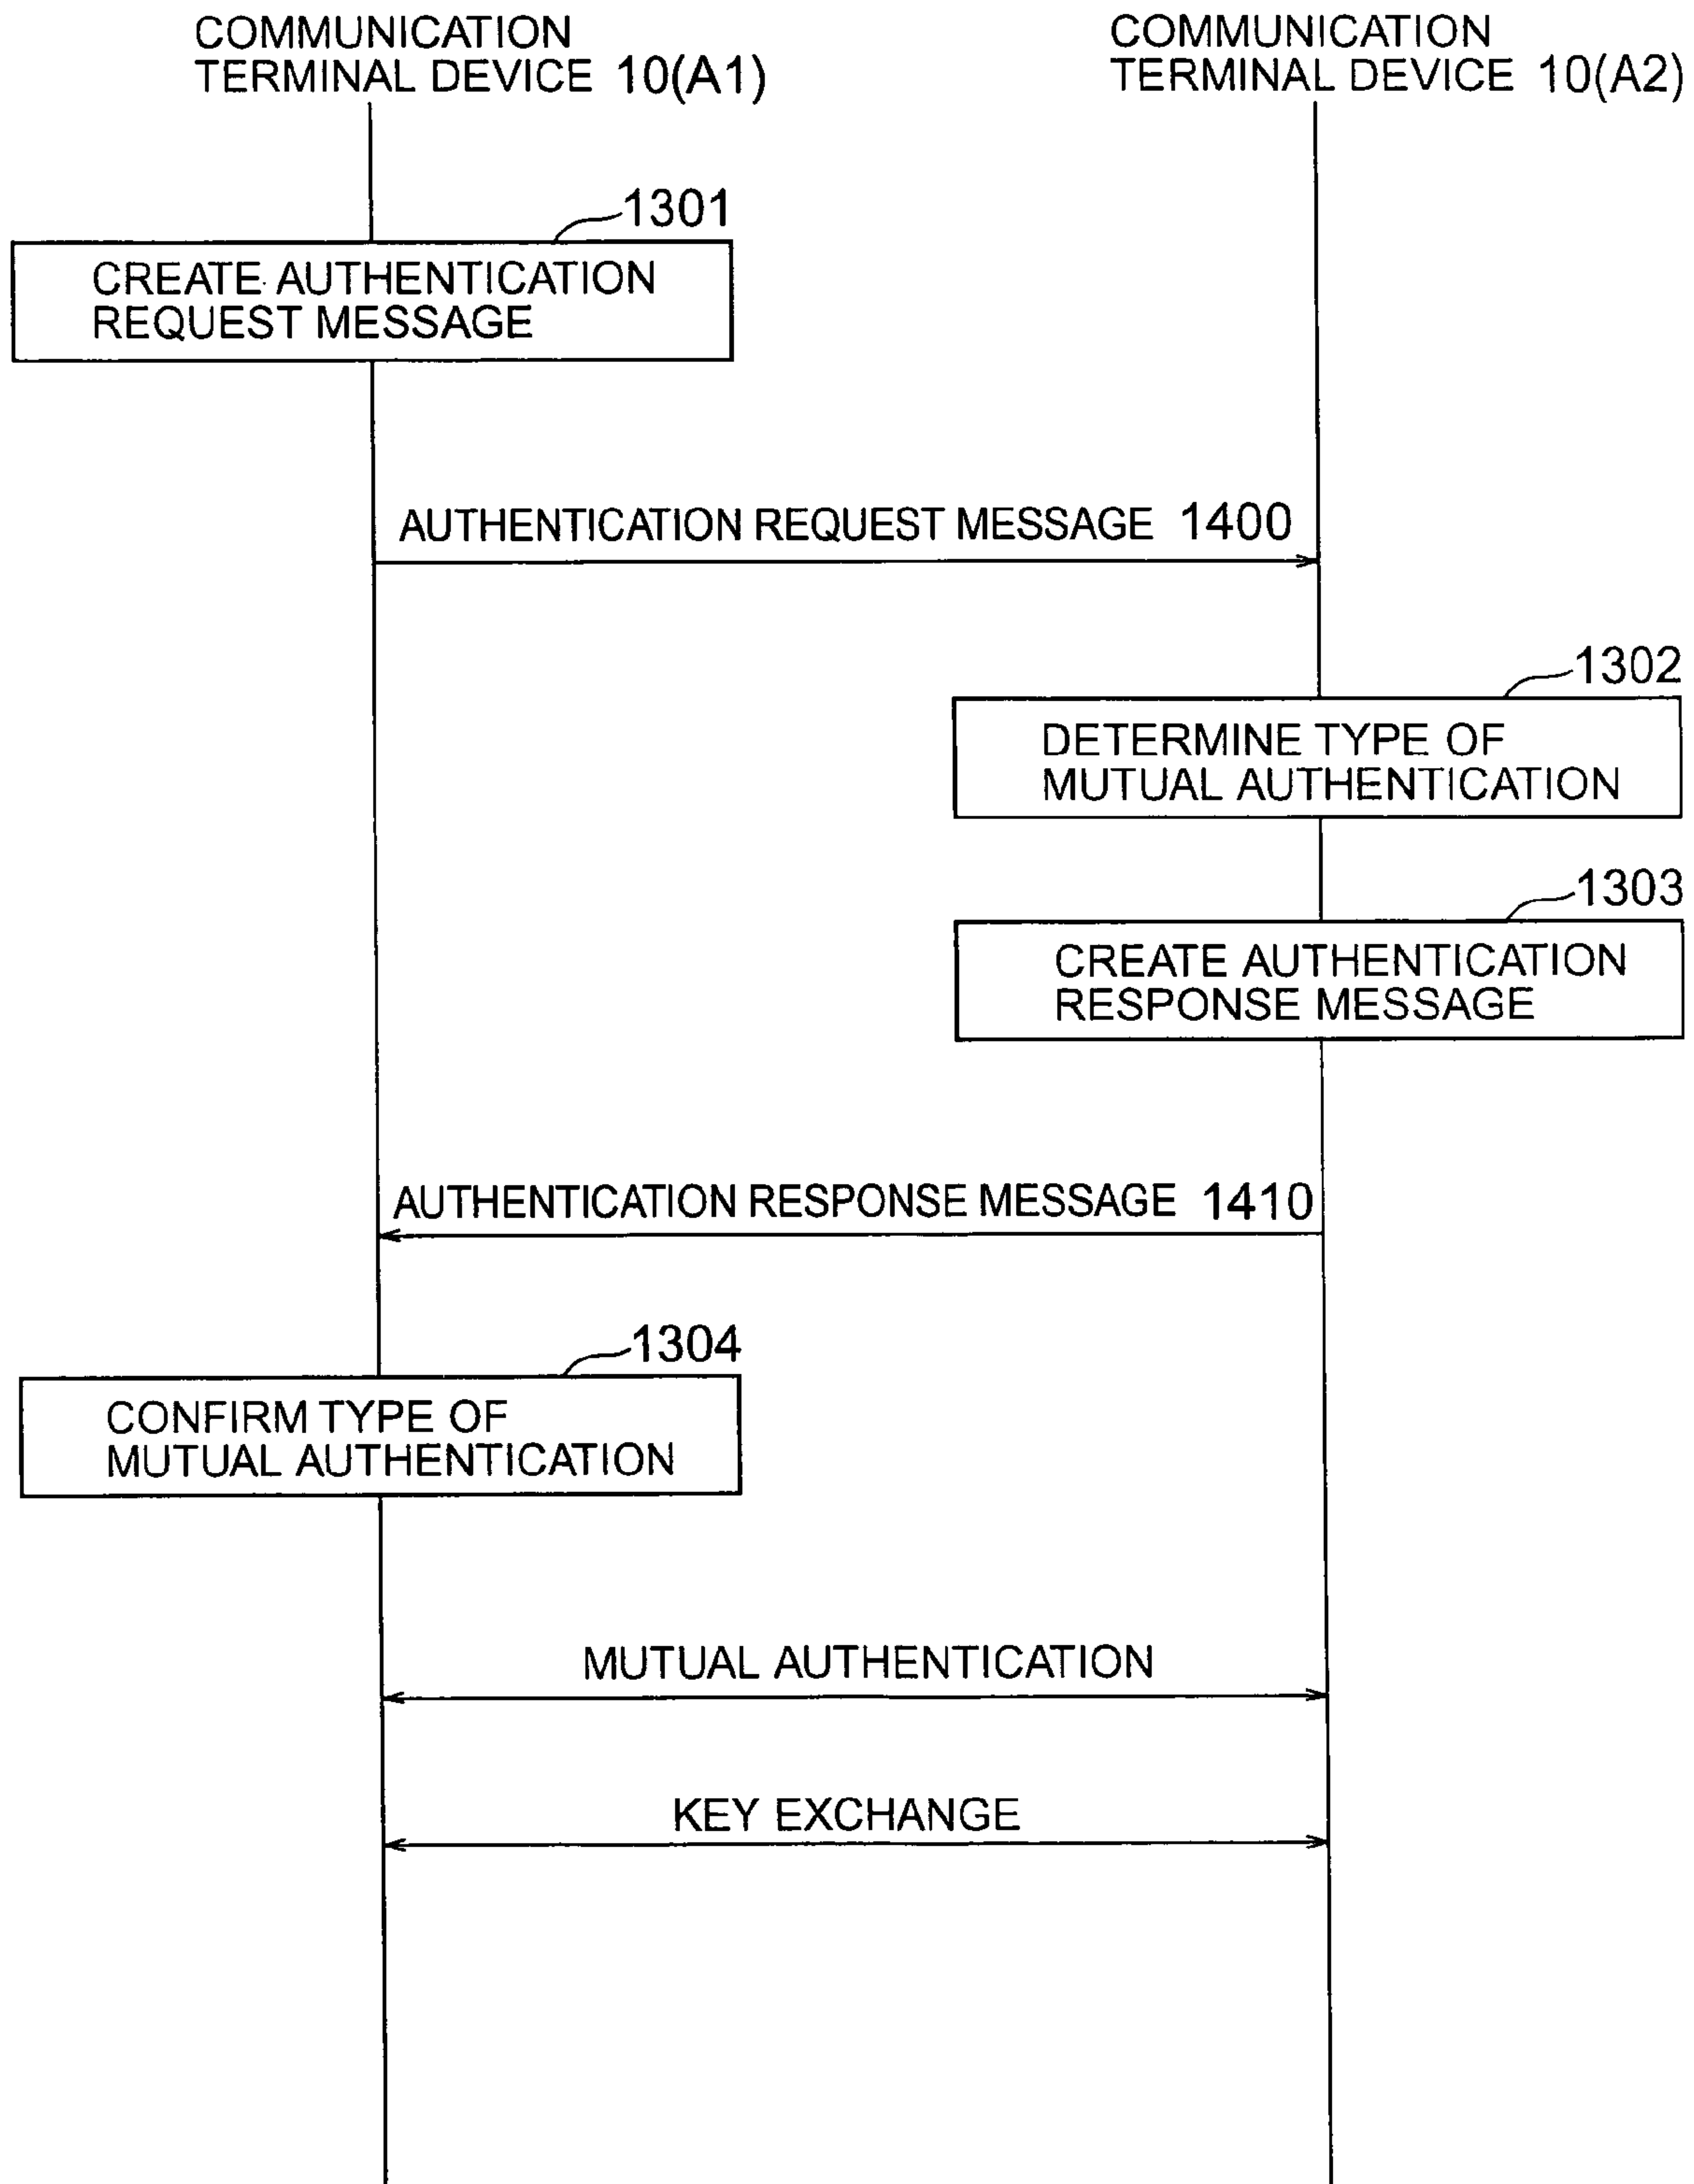 COMMUNICATION
TERMINAL DEVICE 10(A1)
COMMUNICATION
TERMINAL DEVICE 10(A2)
1301
CREATE AUTHENTICATION
REQUEST MESSAGE
AUTHENTICATION REQUEST MESSAGE 1400
1302
DETERMINE TYPE OF
MUTUAL AUTHENTICATION
1303
CREATE AUTHENTICATION
RESPONSE MESSAGE
AUTHENTICATION RESPONSE MESSAGE 1410
1304
CONFIRM TYPE OF
MUTUAL AUTHENTICATION
MUTUAL AUTHENTICATION
KEY EXCHANGE